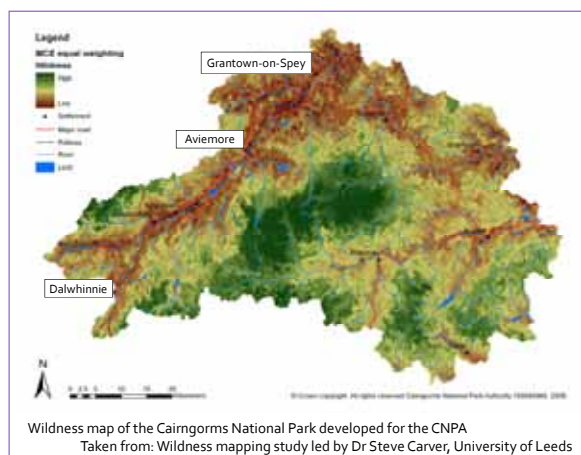 Legend
MCE equal weighting
Wildness
High
Low
Settlement
Major road
Railway
River
Loch
Grantown-on-Spey
Aviemore
Dalwhinnie
N
Wildness map of the Cairngorms National Park developed for the CNPA
Taken from: Wildness mapping study led by Dr Steve Carver, University of Leeds